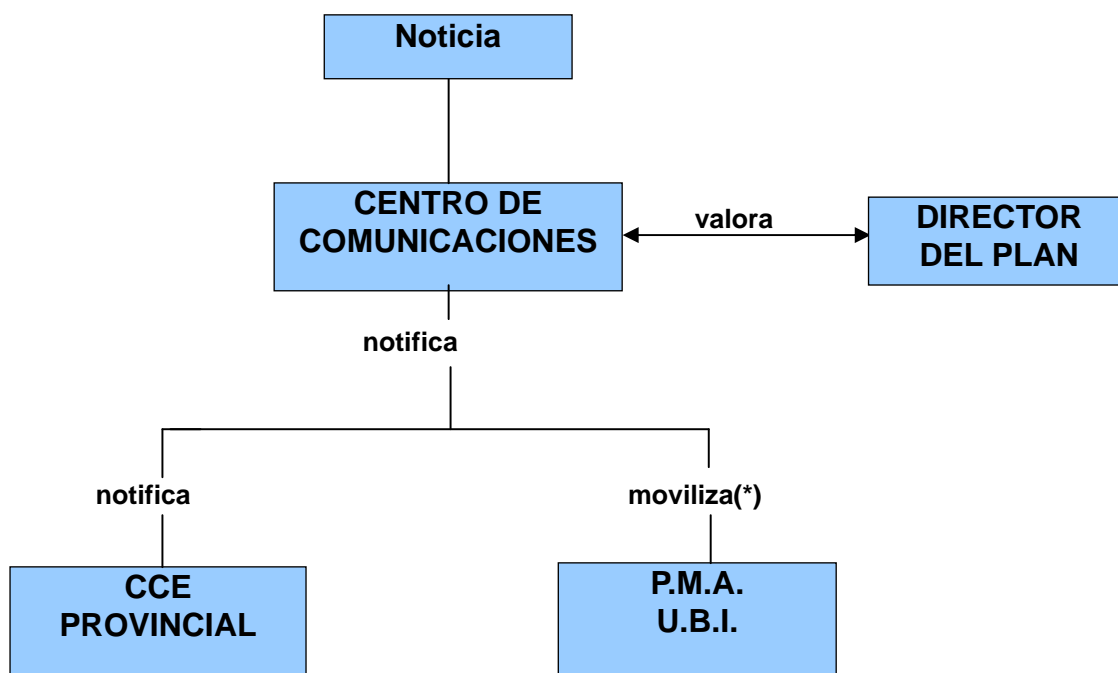 Noticia
CENTRO DE
COMUNICACIONES
valora
DIRECTOR
DEL PLAN
notifica
notifica
moviliza(*)
CCE
PROVINCIAL
P.M.A.
U.B.I.